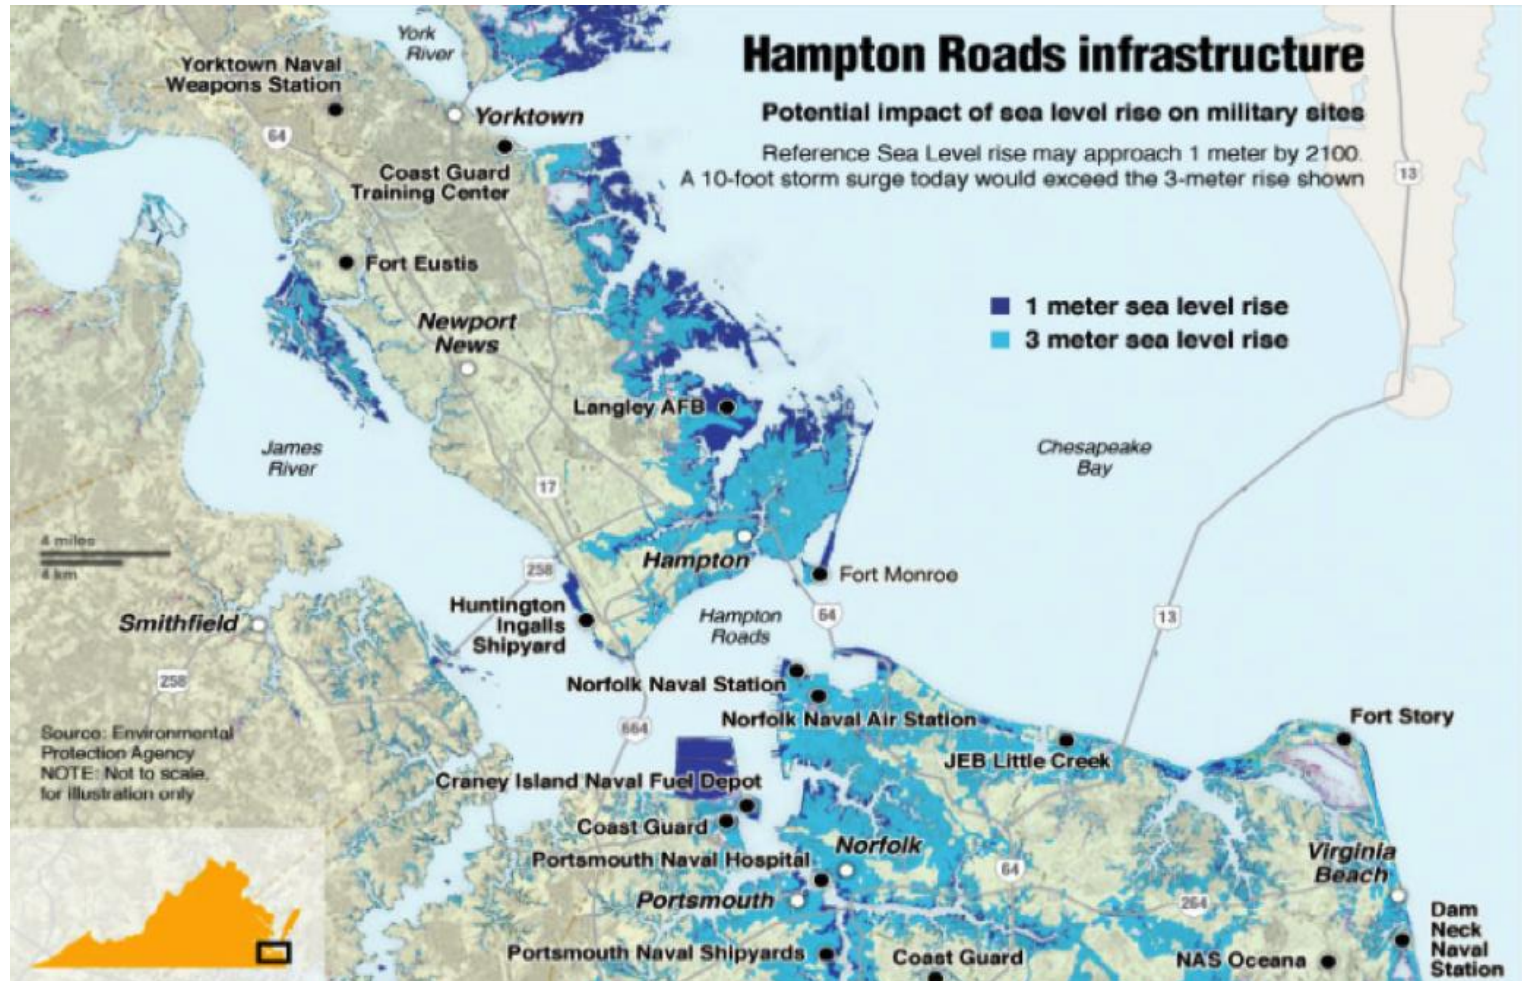 Hampton Roads infrastructure
Potential impact of sea level rise on military sites
Reference Sea Level rise may approach 1 meter by 2100.
A 10-foot storm surge today would exceed the 3-meter rise shown
1 meter sea level rise
3 meter sea level rise
York
River
Yorktown Naval
Weapons Station
Yorktown
64
Coast Guard
Training Center
13
Fort Eustis
Newport
News
Langley AFB
James
River
Chesapeake
Bay
17
4 miles
4 km
Hampton
258
Fort Monroe
Huntington
Ingalls
Shipyard
Hampton
Roads
64
13
Smithfield
258
Norfolk Naval Station
Norfolk Naval Air Station
664
Fort Story
JEB Little Creek
Source: Environmental
Protection Agency
NOTE: Not to scale,
for illustration only
Craney Island Naval Fuel Depot
Coast Guard
Norfolk
Portsmouth Naval Hospital
Portsmouth
64
Virginia
Beach
264
Portsmouth Naval Shipyards
Coast Guard
NAS Oceana
Dam
Neck
Naval
Station